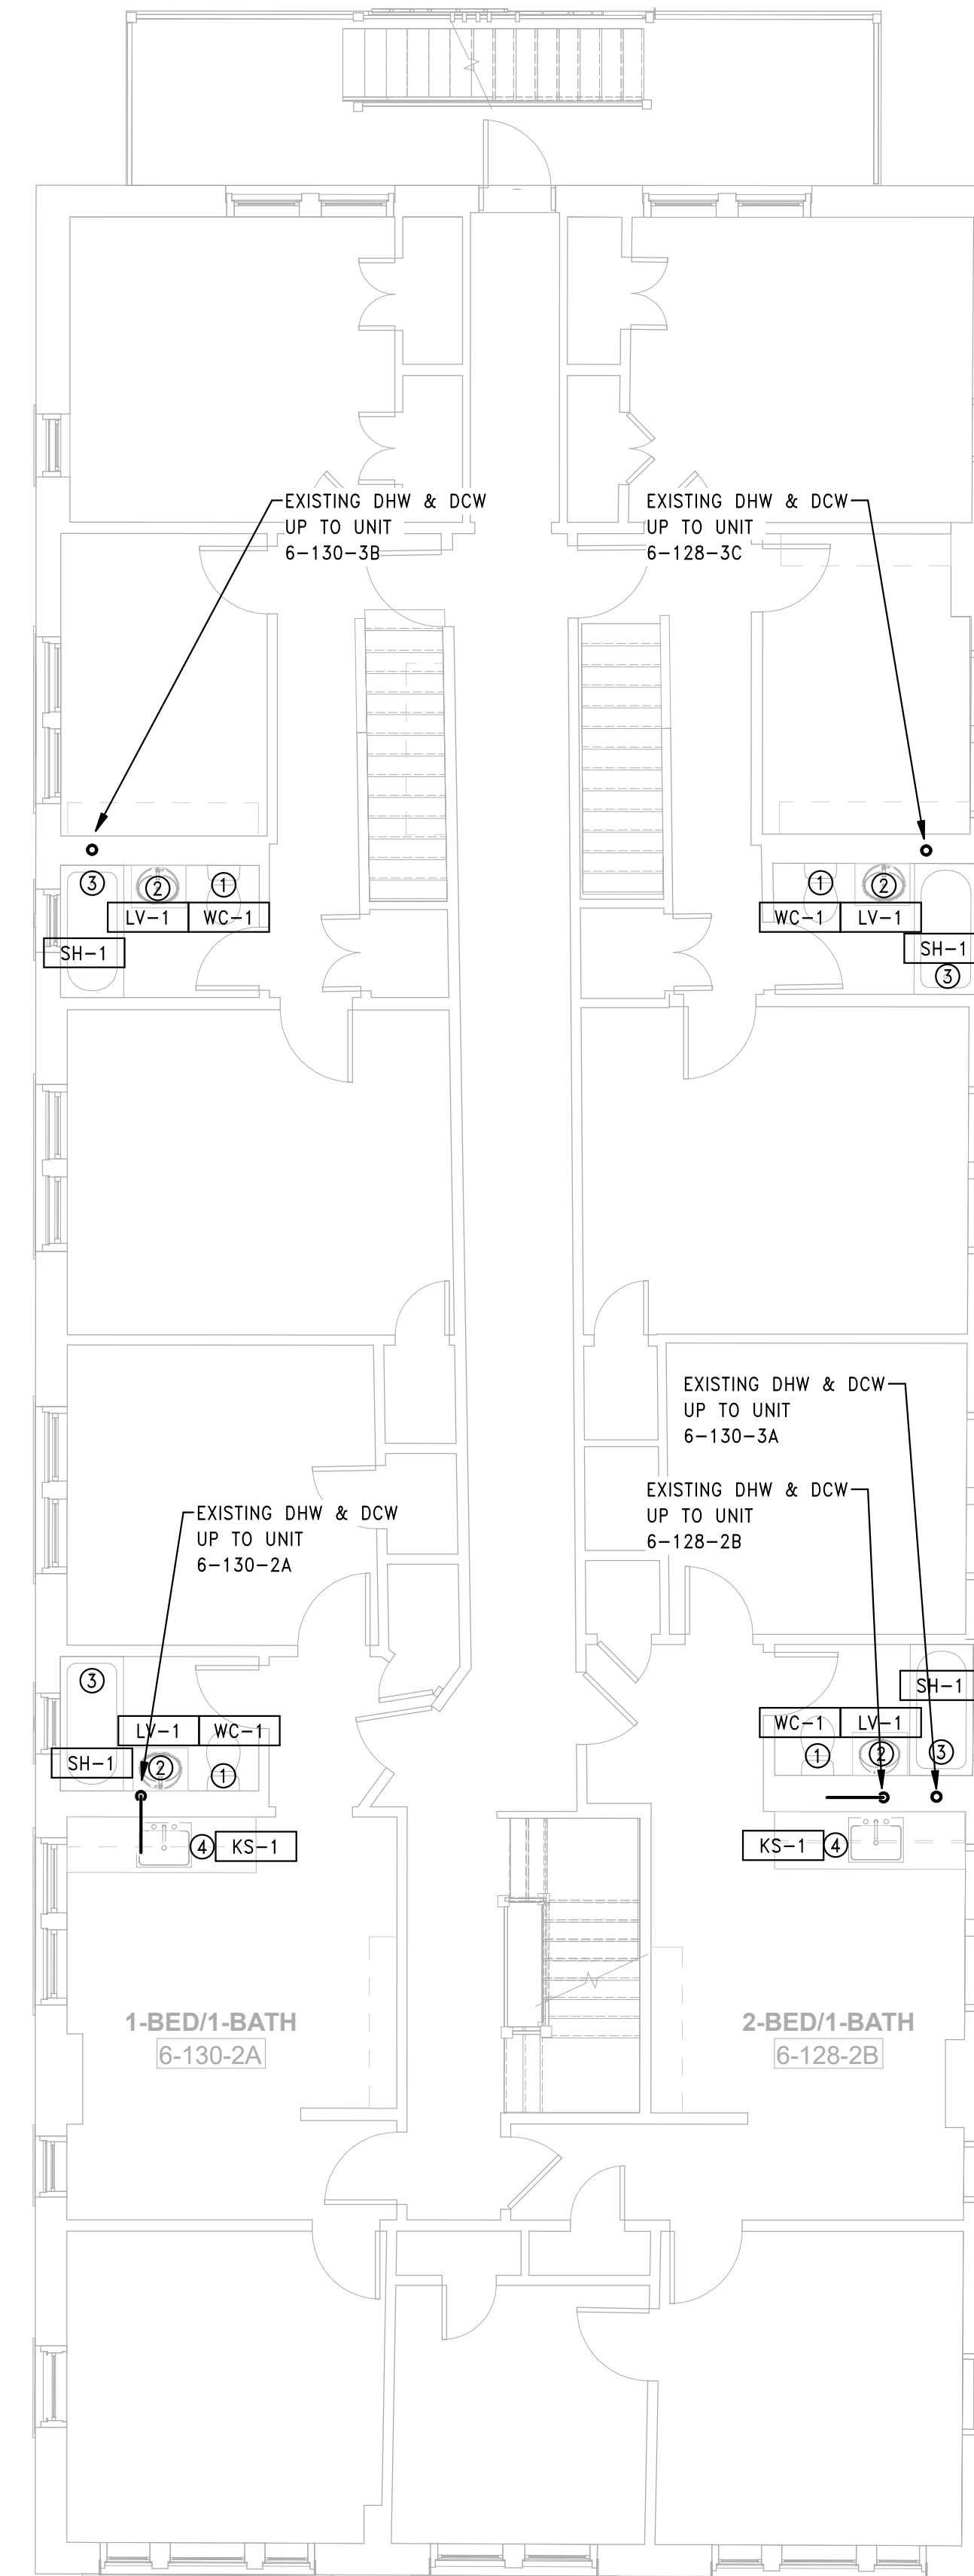 EXISTING DHW & DCW
UP TO UNIT
6-130-3B
EXISTING DHW & DCW
UP TO UNIT
6-128-3C
3
2
1
LV-1
WC-1
SH-1
1
2
WC-1
LV-1
SH-1
3
EXISTING DHW & DCW
UP TO UNIT
6-130-3A
EXISTING DHW & DCW
UP TO UNIT
6-128-2B
EXISTING DHW & DCW
UP TO UNIT
6-130-2A
3
LV-1
WC-1
SH-1
2
1
4
KS-1
SH-1
WC-1
LV-1
1
2
3
KS-1
4
1-BED/1-BATH
6-130-2A
2-BED/1-BATH
6-128-2B